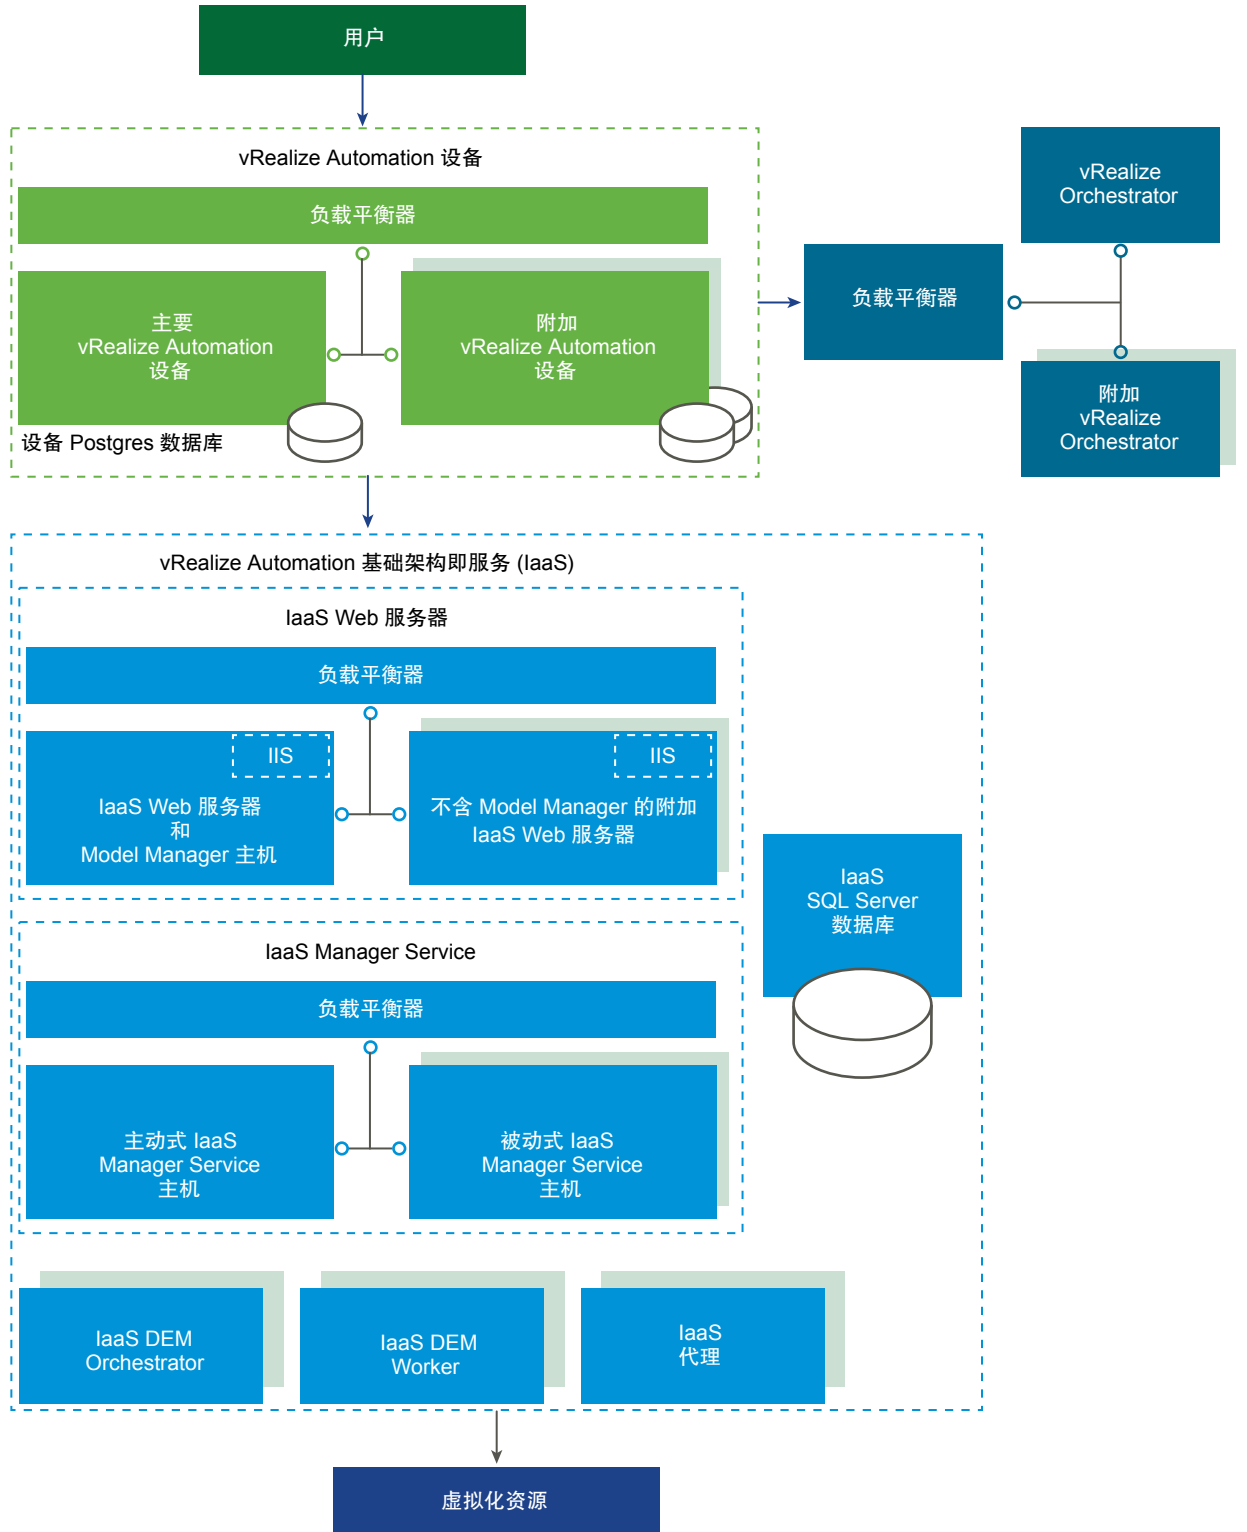 用户
vRealize Automation 设备
负载平衡器
主要
vRealize Automation
设备
附加
vRealize Automation
设备
设备 Postgres 数据库
负载平衡器
vRealize
Orchestrator
附加
vRealize
Orchestrator
vRealize Automation 基础架构即服务 (IaaS)
IaaS Web 服务器
负载平衡器
IIS
IaaS Web 服务器
和
Model Manager 主机
IIS
不含 Model Manager 的附加
IaaS Web 服务器
IaaS
SQL Server
数据库
IaaS Manager Service
负载平衡器
主动式 IaaS
Manager Service
主机
被动式 IaaS
Manager Service
主机
IaaS DEM
Orchestrator
IaaS DEM
Worker
IaaS
代理
虚拟化资源